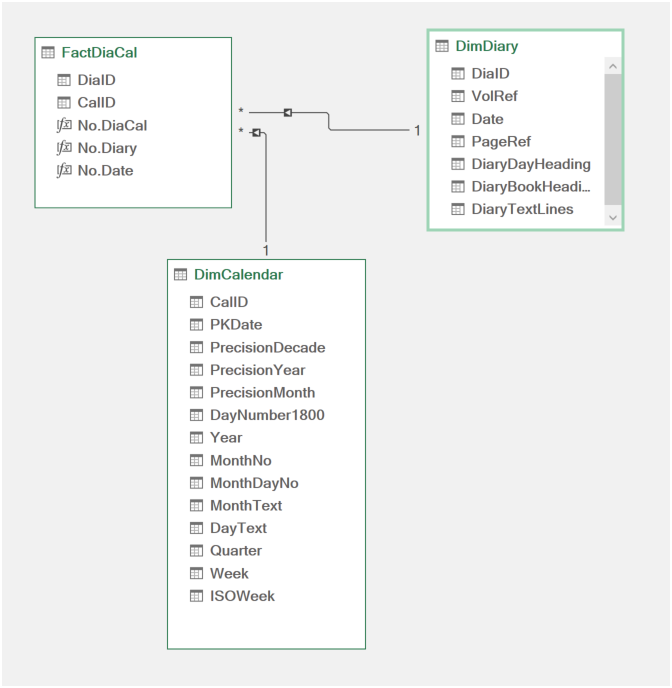 FactDiaCal
DiaID
CalID
No.DiaCal
No.Diary
No.Date
*
*
1
1
DimDiary
DiaID
VolRef
Date
PageRef
DiaryDayHeading
DiaryBookHeadi...
DiaryTextLines
DimCalendar
CalID
PKDate
PrecisionDecade
PrecisionYear
PrecisionMonth
DayNumber1800
Year
MonthNo
MonthDayNo
MonthText
DayText
Quarter
Week
ISOWeek